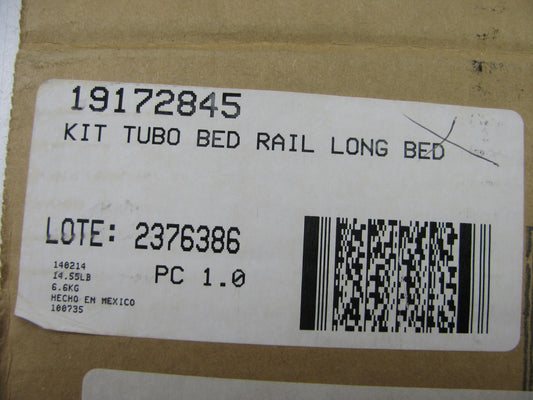 19172845
KIT TUBO BED RAIL LONG BED
LOTE: 2376386
PC 1.0
140214
14.55LB
6.6KG
HECHO EN MEXICO
100735